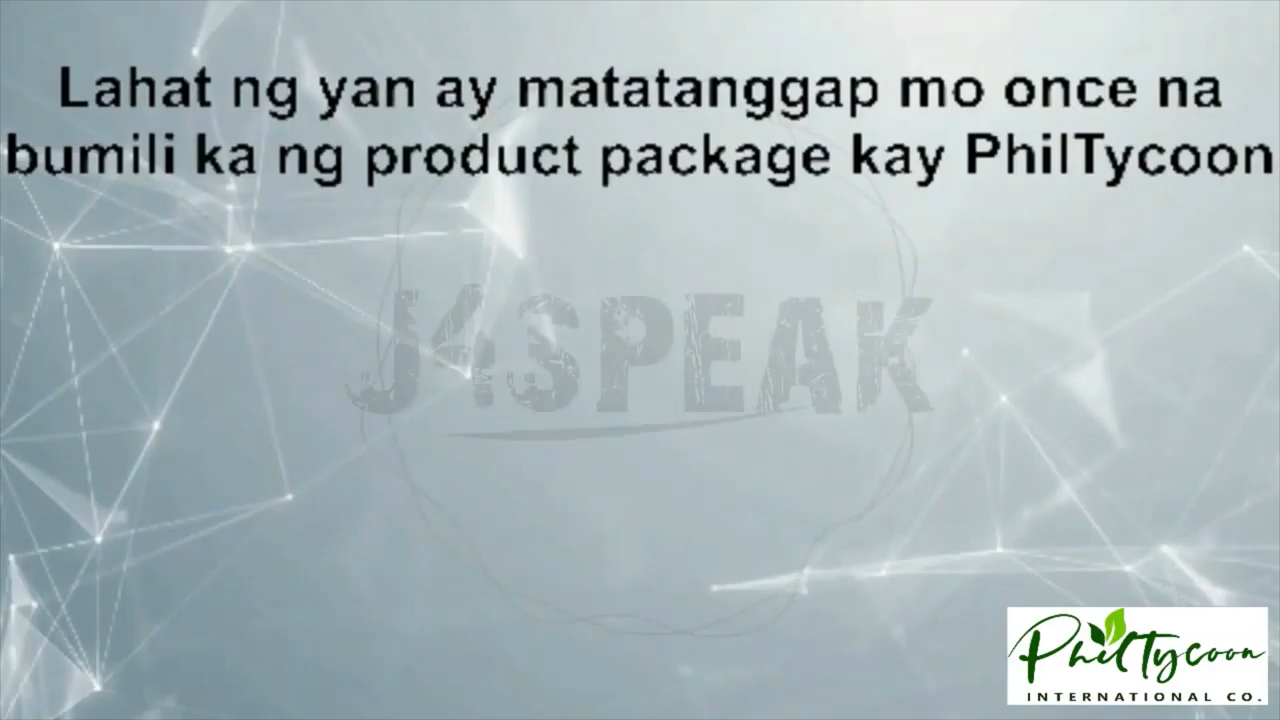 Lahat ng yan ay matatanggap mo once na
bumili ka ng product package kay PhilTycoon
J4SPEAK
PhilTycoon
INTERNATIONAL CO.